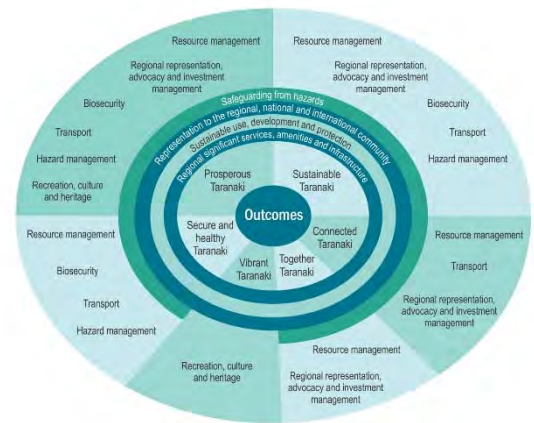 Resource management
Regional representation,
advocacy and investment
management
Biosecurity
Transport
Hazard management
Recreation, culture
and heritage
Resource management
Regional representation,
advocacy and investment
management
Biosecurity
Transport
Hazard management
Safeguarding from hazards
Representation to the regional, national and international community
Sustainable use, development and protection
Regional significant services, amenities and infrastructure
Prosperous
Taranaki
Sustainable
Taranaki
Outcomes
Secure and
healthy
Taranaki
Connected
Taranaki
Vibrant
Taranaki
Together
Taranaki
Resource management
Biosecurity
Transport
Hazard management
Resource management
Transport
Regional representation,
advocacy and investment
management
Recreation, culture
and heritage
Resource management
Regional representation,
advocacy and investment
management